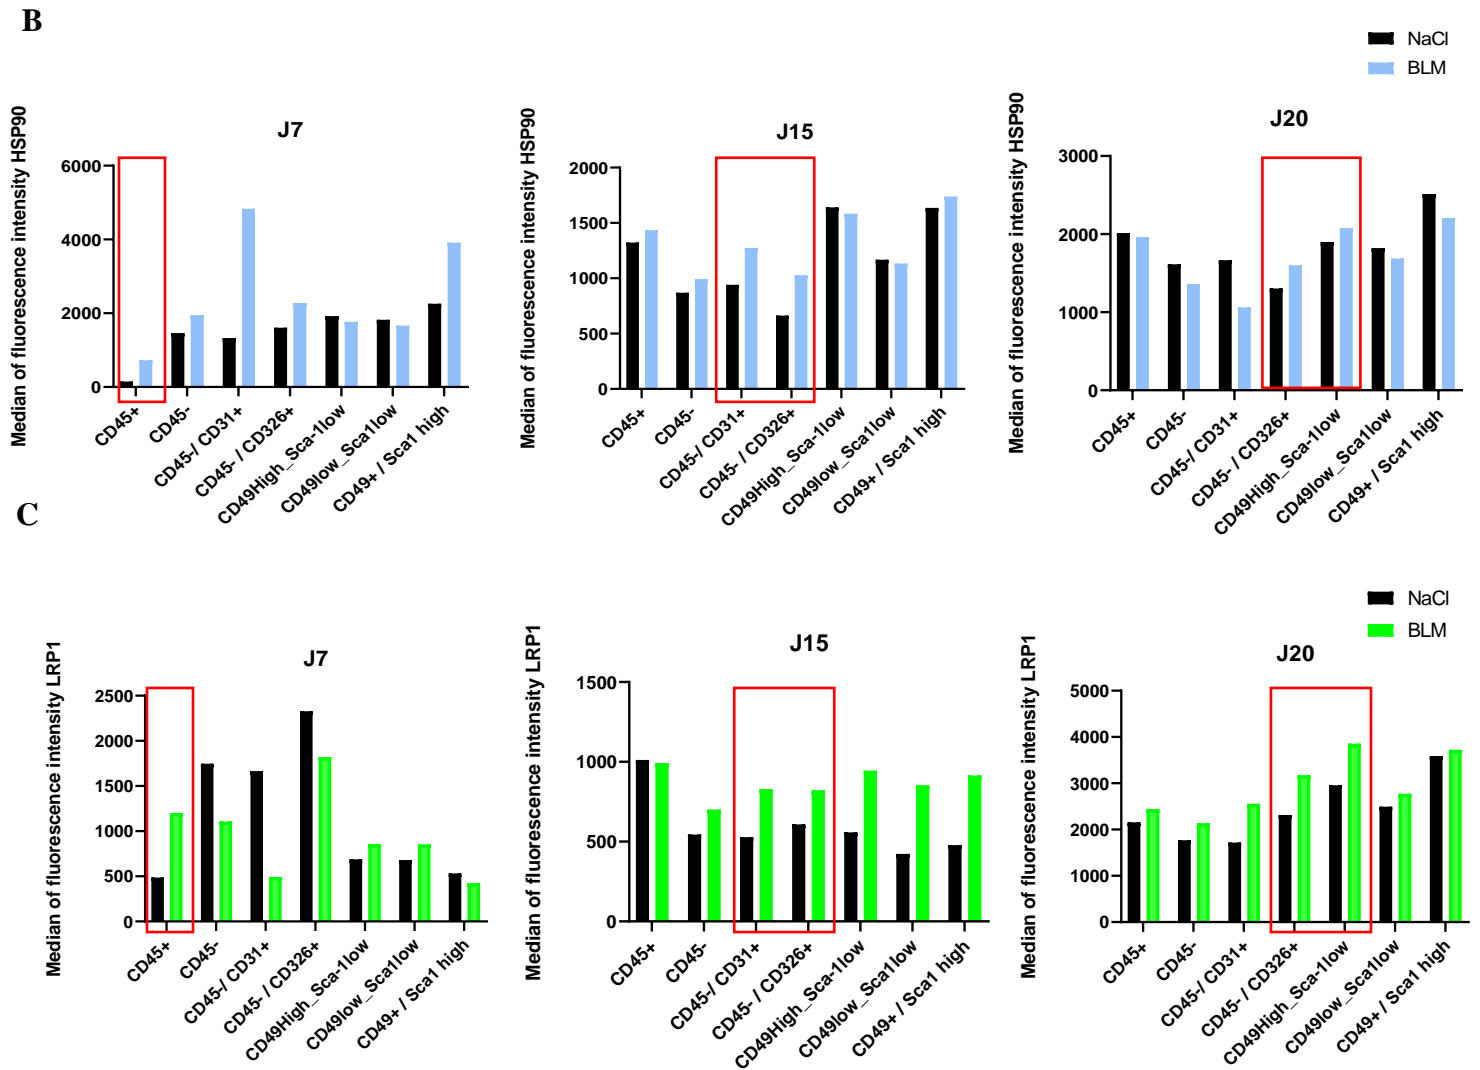 B
NaCl
BLM
J7
J15
J20
Median of fluorescence intensity HSP90
6000
4000
2000
0
CD45+
CD45-
CD45-/ CD31+
CD45- / CD326+
CD49High_Sca-1low
CD49low_Sca1low
CD49+ / Sca1 high
Median of fluorescence intensity HSP90
2000
1500
1000
500
0
CD45+
CD45-
CD45-/ CD31+
CD45- / CD326+
CD49High_Sca-1low
CD49low_Sca1low
CD49+ / Sca1 high
Median of fluorescence intensity HSP90
3000
2000
1000
0
CD45+
CD45-
CD45-/ CD31+
CD45- / CD326+
CD49High_Sca-1low
CD49low_Sca1low
CD49+ / Sca1 high
C
NaCl
BLM
J7
J15
J20
Median of fluorescence intensity LRP1
2500
2000
1500
1000
500
0
CD45+
CD45-
CD45-/ CD31+
CD45- / CD326+
CD49High_Sca-1low
CD49low_Sca1low
CD49+ / Sca1 high
Median of fluorescence intensity LRP1
1500
1000
500
0
CD45+
CD45-
CD45-/ CD31+
CD45- / CD326+
CD49High_Sca-1low
CD49low_Sca1low
CD49+ / Sca1 high
Median of fluorescence intensity LRP1
5000
4000
3000
2000
1000
0
CD45+
CD45-
CD45-/ CD31+
CD45- / CD326+
CD49High_Sca-1low
CD49low_Sca1low
CD49+ / Sca1 high